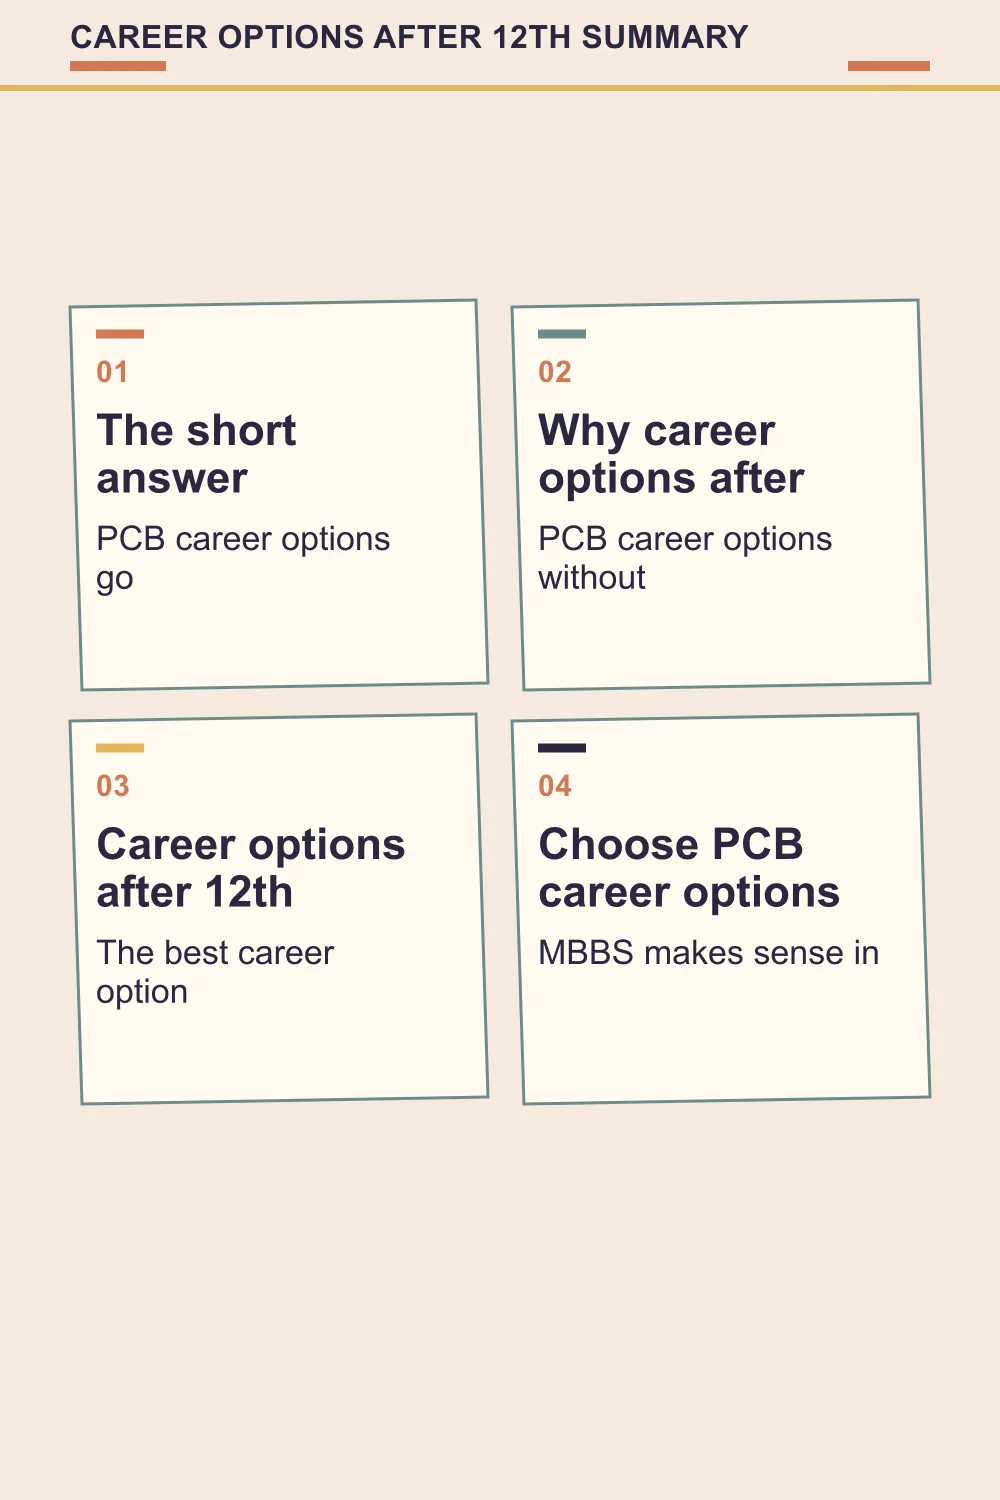 CAREER OPTIONS AFTER 12TH SUMMARY
01
The short
answer
PCB career options
go
02
Why career
options after
PCB career options
without
03
Career options
after 12th
The best career
option
04
Choose PCB
career options
MBBS makes sense in